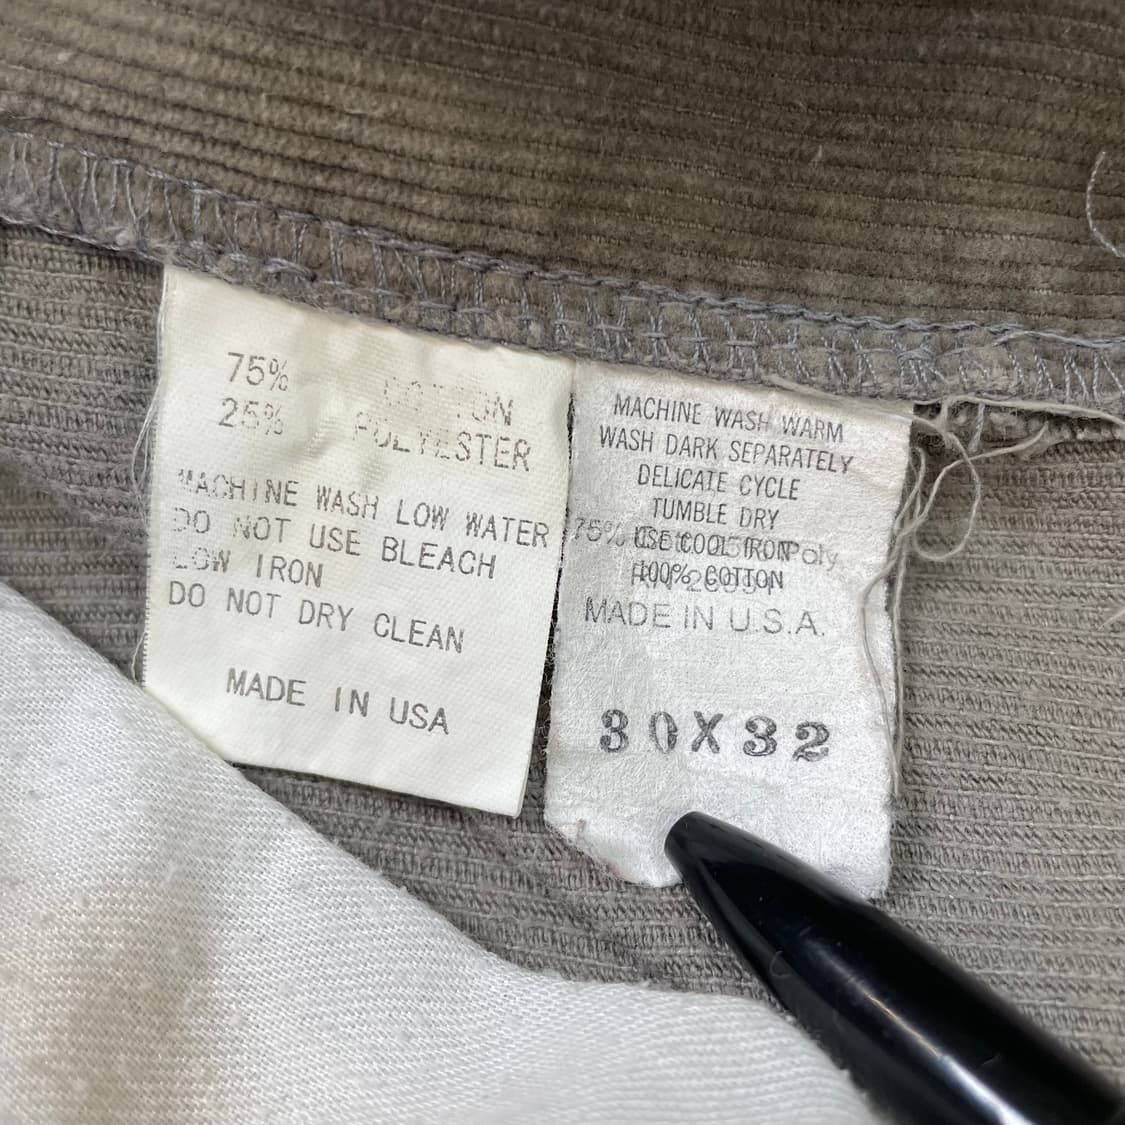 75% COTTON
25% POLYESTER
MACHINE WASH LOW WATER
DO NOT USE BLEACH
LOW IRON
DO NOT DRY CLEAN
MADE IN USA
MACHINE WASH WARM
WASH DARK SEPARATELY
DELICATE CYCLE
TUMBLE DRY
75% USE COOL IRON Poly
100% COTTON
MADE IN U.S.A.
30X32